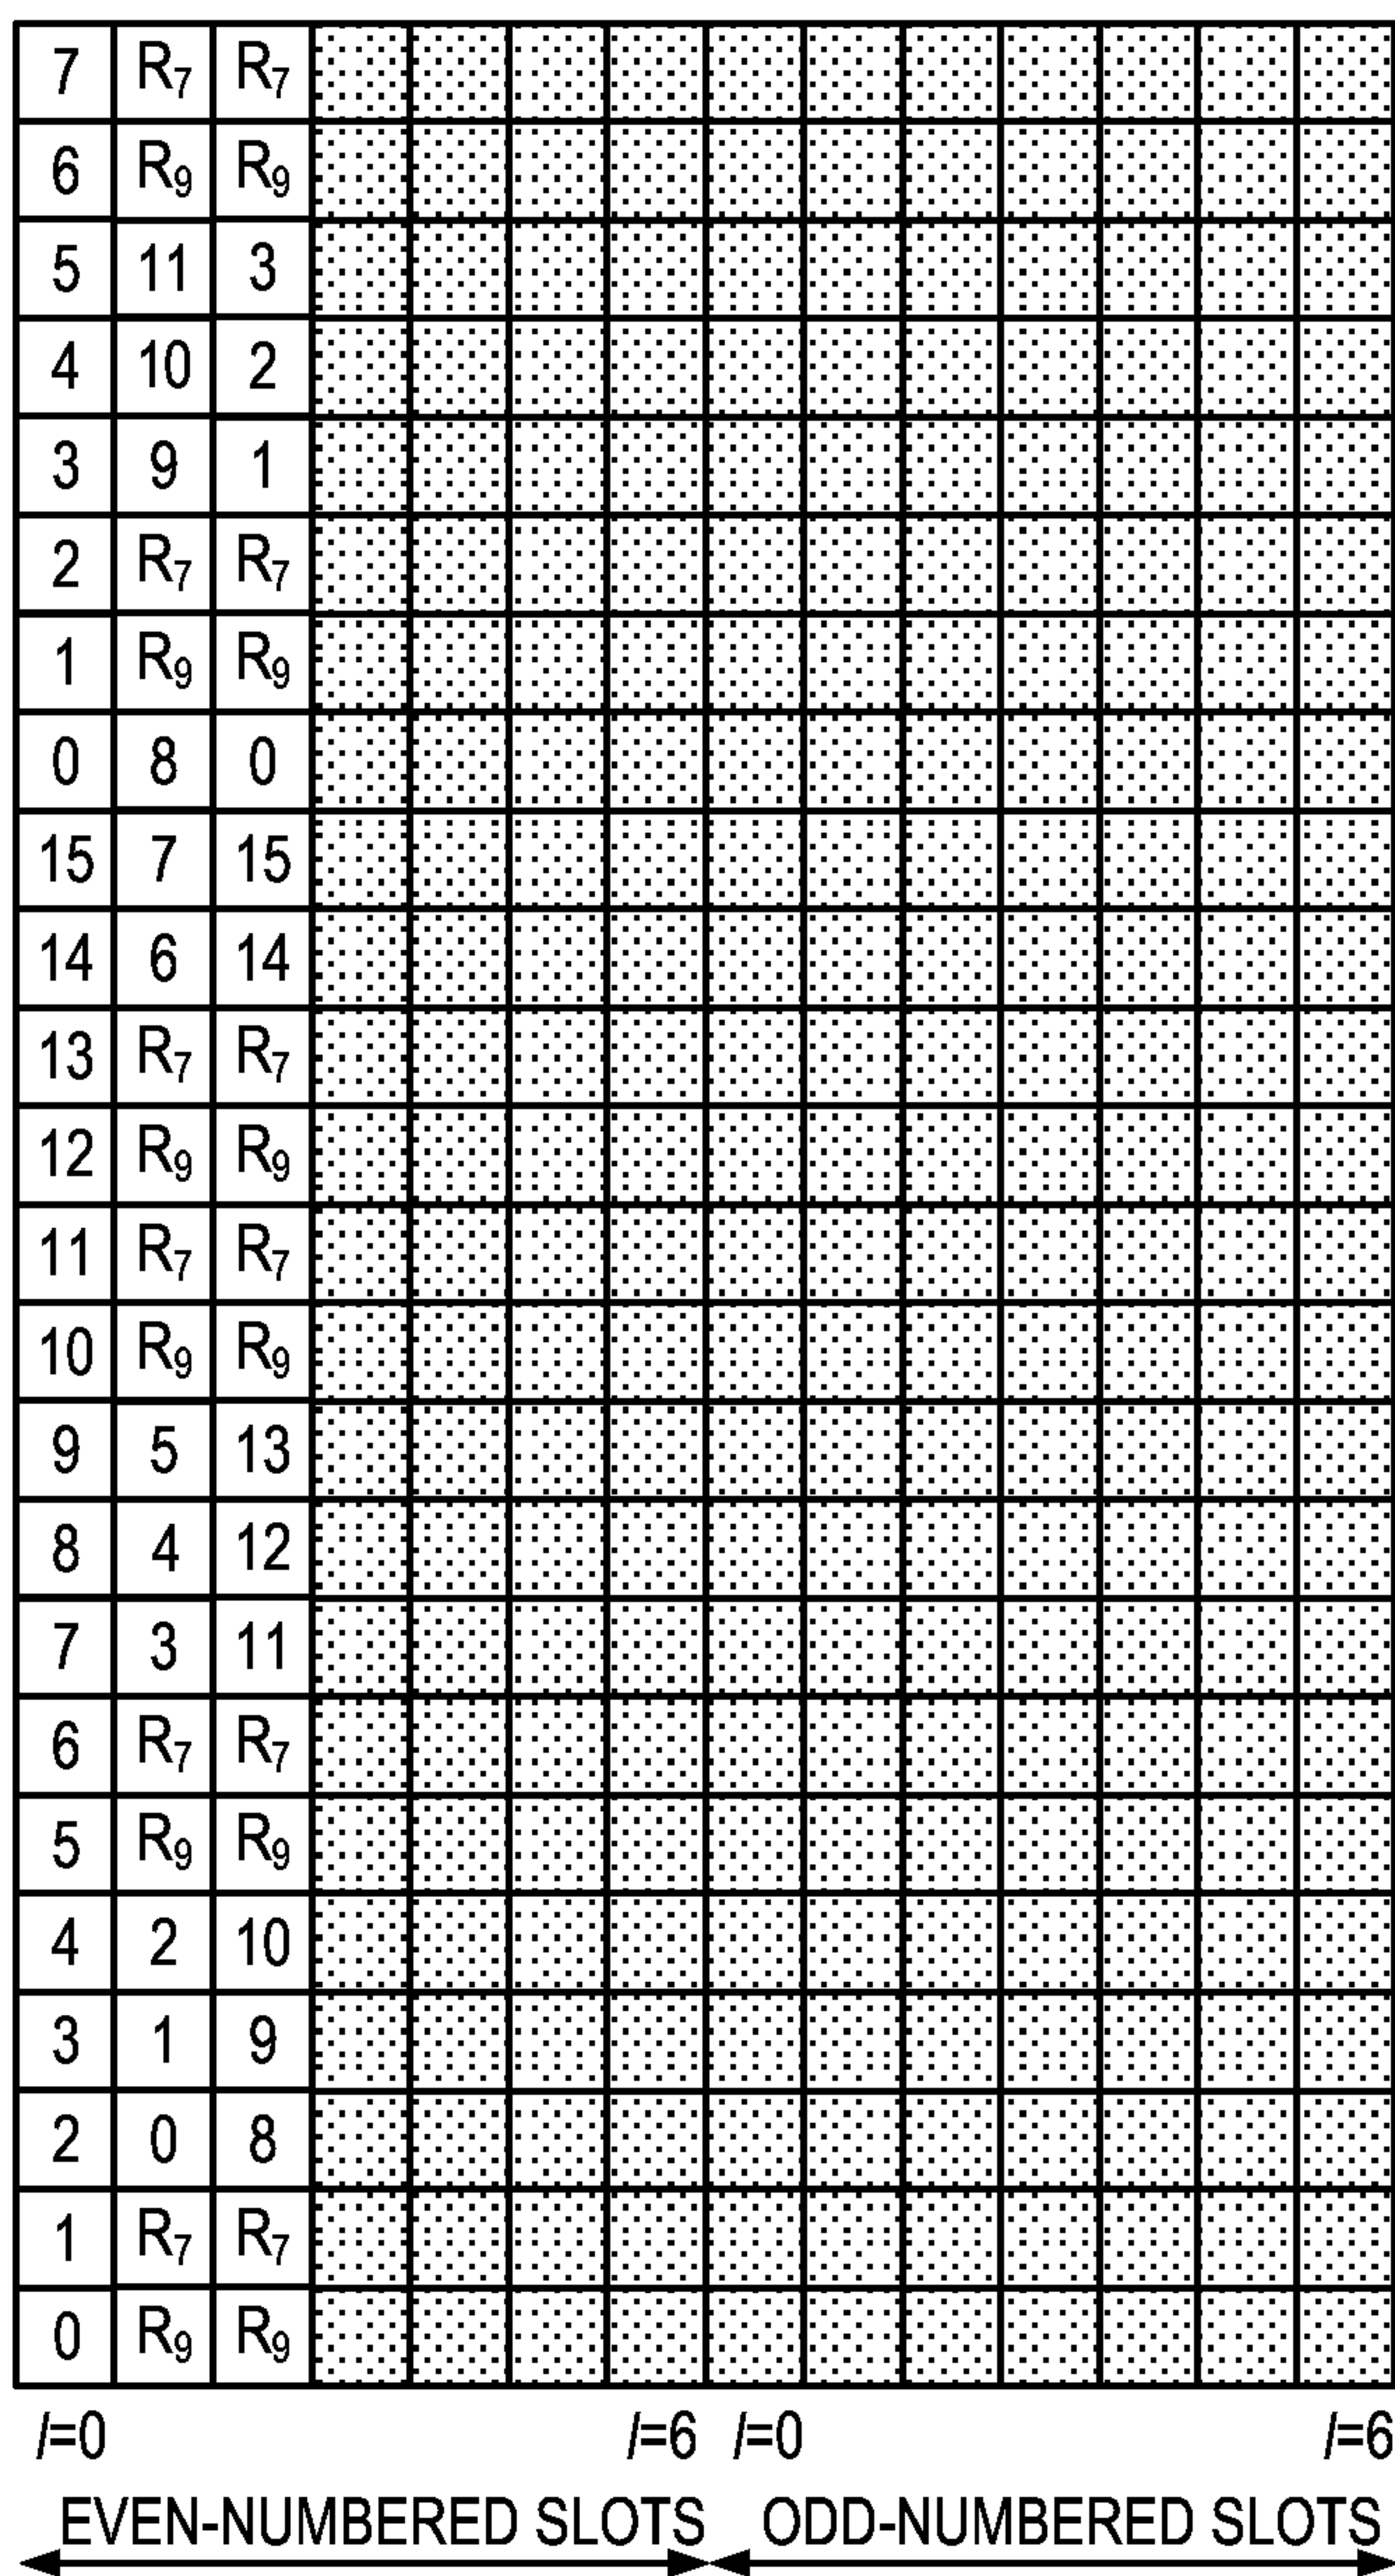 7 R₇ R₇
6 R₉ R₉
5 11 3
4 10 2
3 9 1
2 R₇ R₇
1 R₉ R₉
0 8 0
15 7 15
14 6 14
13 R₇ R₇
12 R₉ R₉
11 R₇ R₇
10 R₉ R₉
9 5 13
8 4 12
7 3 11
6 R₇ R₇
5 R₉ R₉
4 2 10
3 1 9
2 0 8
1 R₇ R₇
0 R₉ R₉
l=0 l=6 l=0 l=6
EVEN-NUMBERED SLOTS ODD-NUMBERED SLOTS